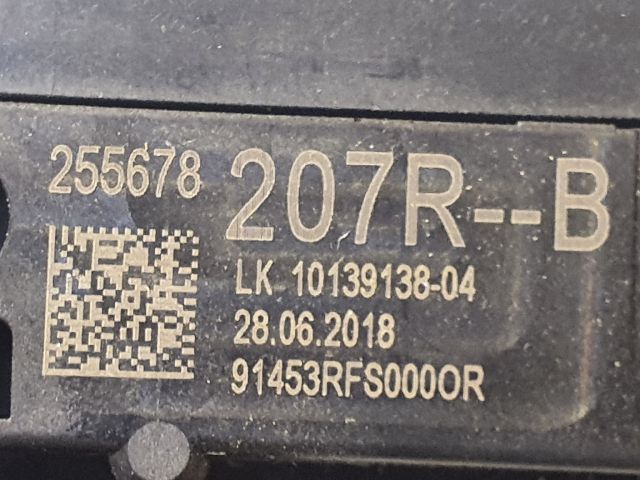 255678 207R--B
LK 10139138-04
28.06.2018
91453RFS000OR